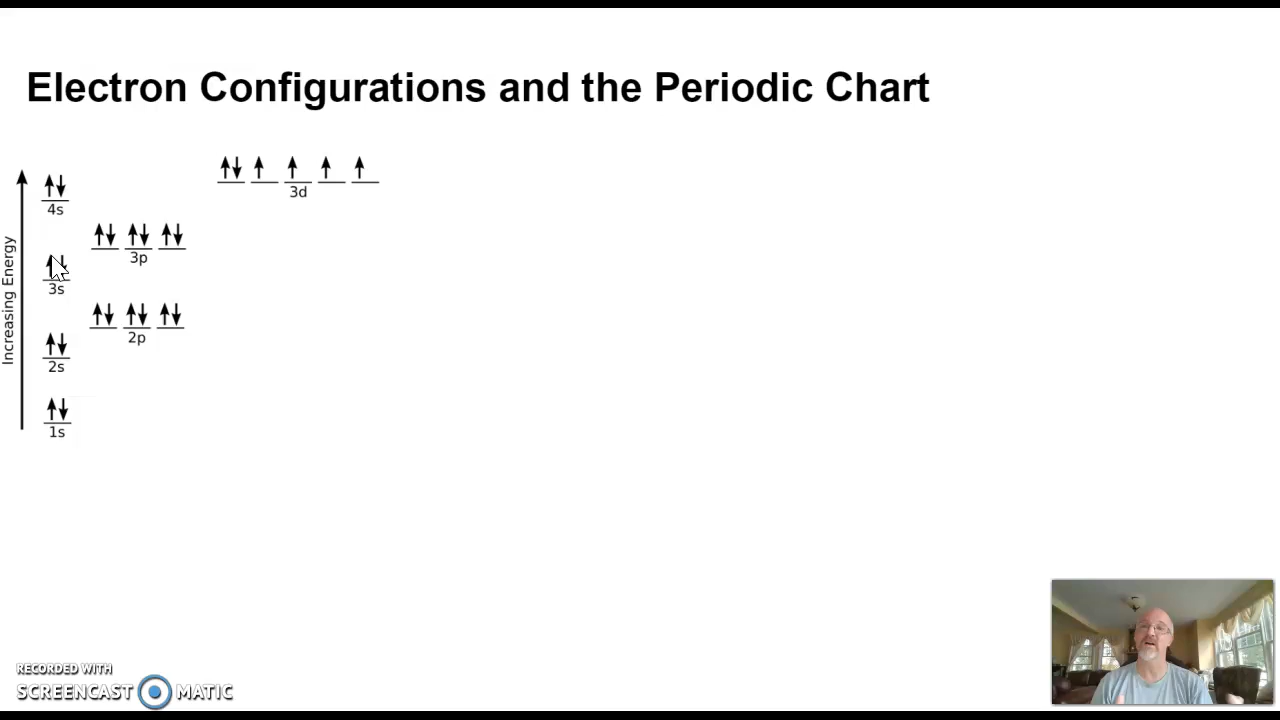 Electron Configurations and the Periodic Chart
3d
4s
3p
3s
2p
2s
1s
Increasing Energy
RECORDED WITH
SCREENCAST MATIC